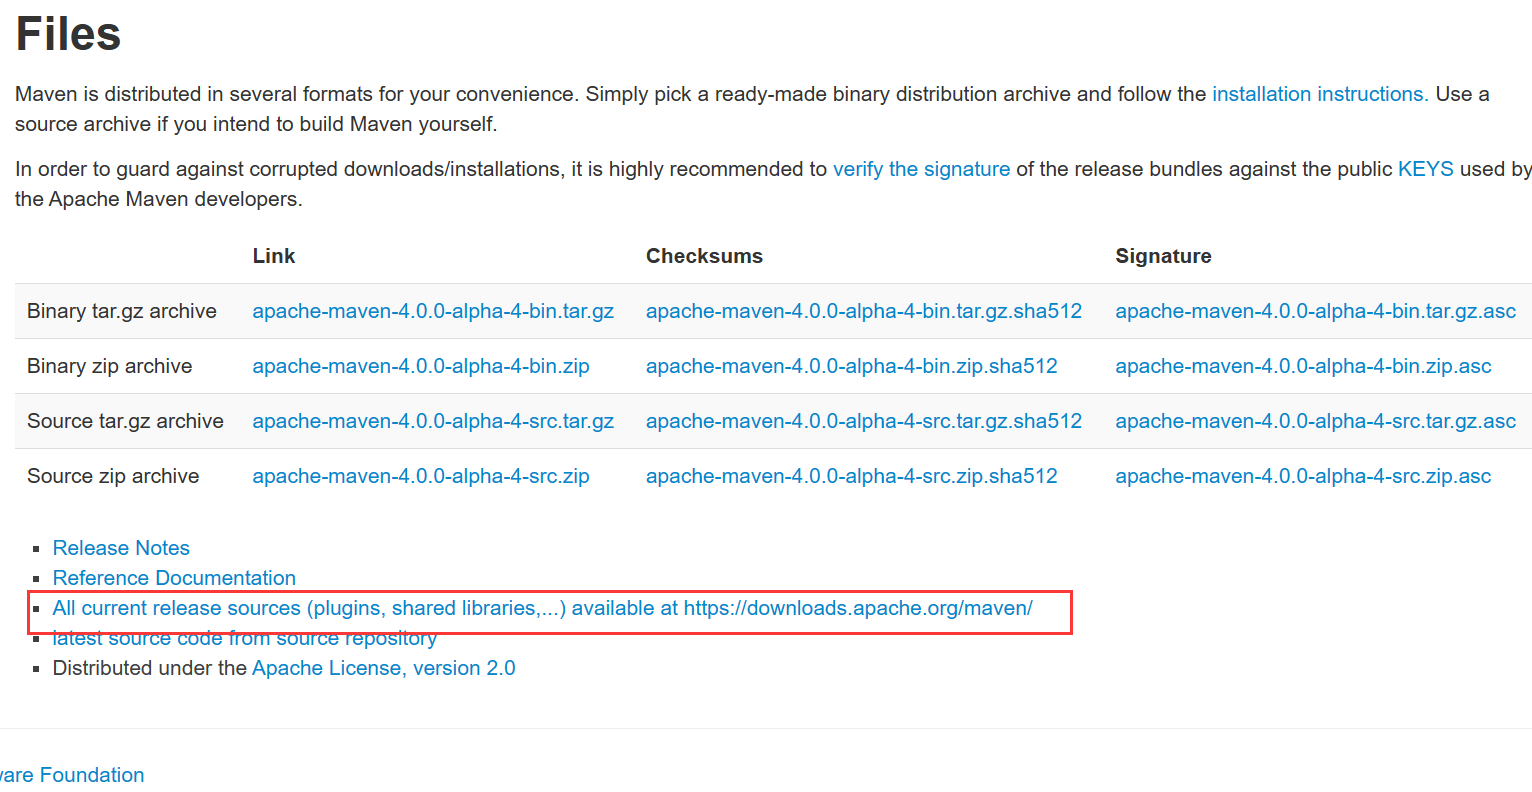 Files
Maven is distributed in several formats for your convenience. Simply pick a ready-made binary distribution archive and follow the installation instructions. Use a
source archive if you intend to build Maven yourself.
In order to guard against corrupted downloads/installations, it is highly recommended to verify the signature of the release bundles against the public KEYS used by
the Apache Maven developers.
Link Checksums Signature
Binary tar.gz archive apache-maven-4.0.0-alpha-4-bin.tar.gz apache-maven-4.0.0-alpha-4-bin.tar.gz.sha512 apache-maven-4.0.0-alpha-4-bin.tar.gz.asc
Binary zip archive apache-maven-4.0.0-alpha-4-bin.zip apache-maven-4.0.0-alpha-4-bin.zip.sha512 apache-maven-4.0.0-alpha-4-bin.zip.asc
Source tar.gz archive apache-maven-4.0.0-alpha-4-src.tar.gz apache-maven-4.0.0-alpha-4-src.tar.gz.sha512 apache-maven-4.0.0-alpha-4-src.tar.gz.asc
Source zip archive apache-maven-4.0.0-alpha-4-src.zip apache-maven-4.0.0-alpha-4-src.zip.sha512 apache-maven-4.0.0-alpha-4-src.zip.asc
Release Notes
Reference Documentation
All current release sources (plugins, shared libraries,...) available at https://downloads.apache.org/maven/
latest source code from source repository
Distributed under the Apache License, version 2.0
ware Foundation